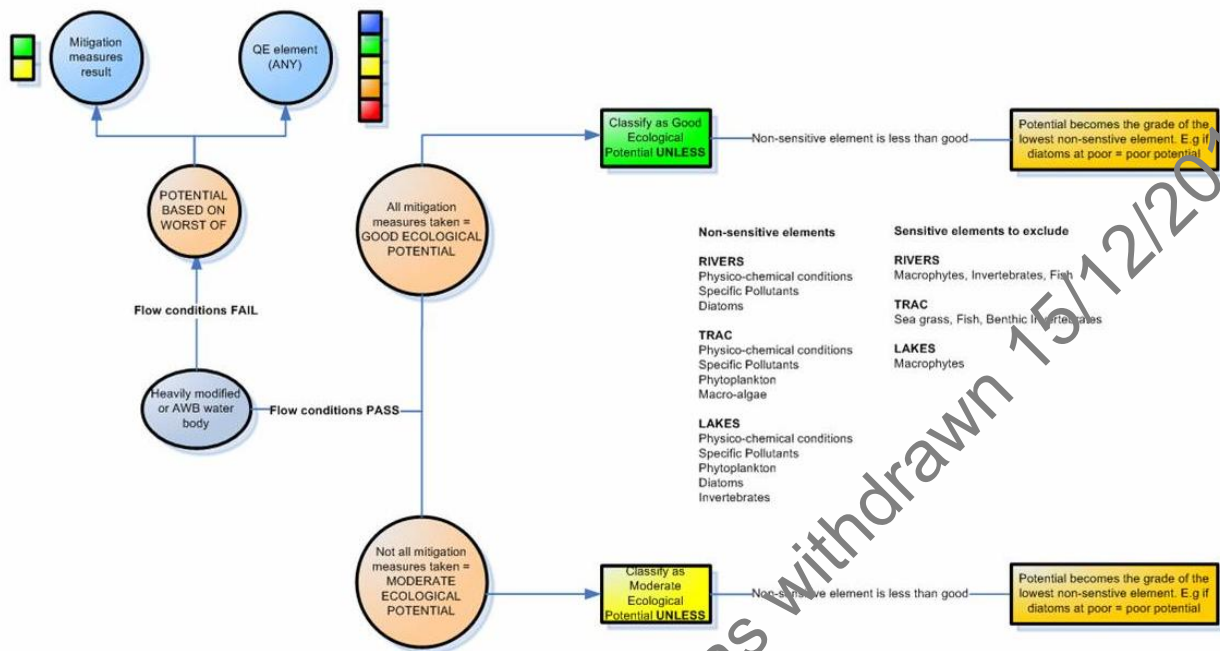 Mitigation
measures
result
QE element
(ANY)
POTENTIAL
BASED ON
WORST OF
Flow conditions FAIL
Heavily modified
or AWB water
body
Flow conditions PASS
All mitigation
measures taken =
GOOD ECOLOGICAL
POTENTIAL
Not all mitigation
measures taken =
MODERATE
ECOLOGICAL
POTENTIAL
Classify as Good
Ecological
Potential UNLESS
Non-sensitive element is less than good
Potential becomes the grade of the
lowest non-senstive element. E.g if
diatoms at poor = poor potential
Non-sensitive elements
RIVERS
Physico-chemical conditions
Specific Pollutants
Diatoms
TRAC
Physico-chemical conditions
Specific Pollutants
Phytoplankton
Macro-algae
LAKES
Physico-chemical conditions
Specific Pollutants
Phytoplankton
Diatoms
Invertebrates
Sensitive elements to exclude
RIVERS
Macrophytes, Invertebrates, Fish
TRAC
Sea grass, Fish, Benthic Invertebrates
LAKES
Macrophytes
Classify as
Moderate
Ecological
Potential UNLESS
Non-sensitive element is less than good
Potential becomes the grade of the
lowest non-senstive element. E.g if
diatoms at poor = poor potential
as withdrawn 15/12/201